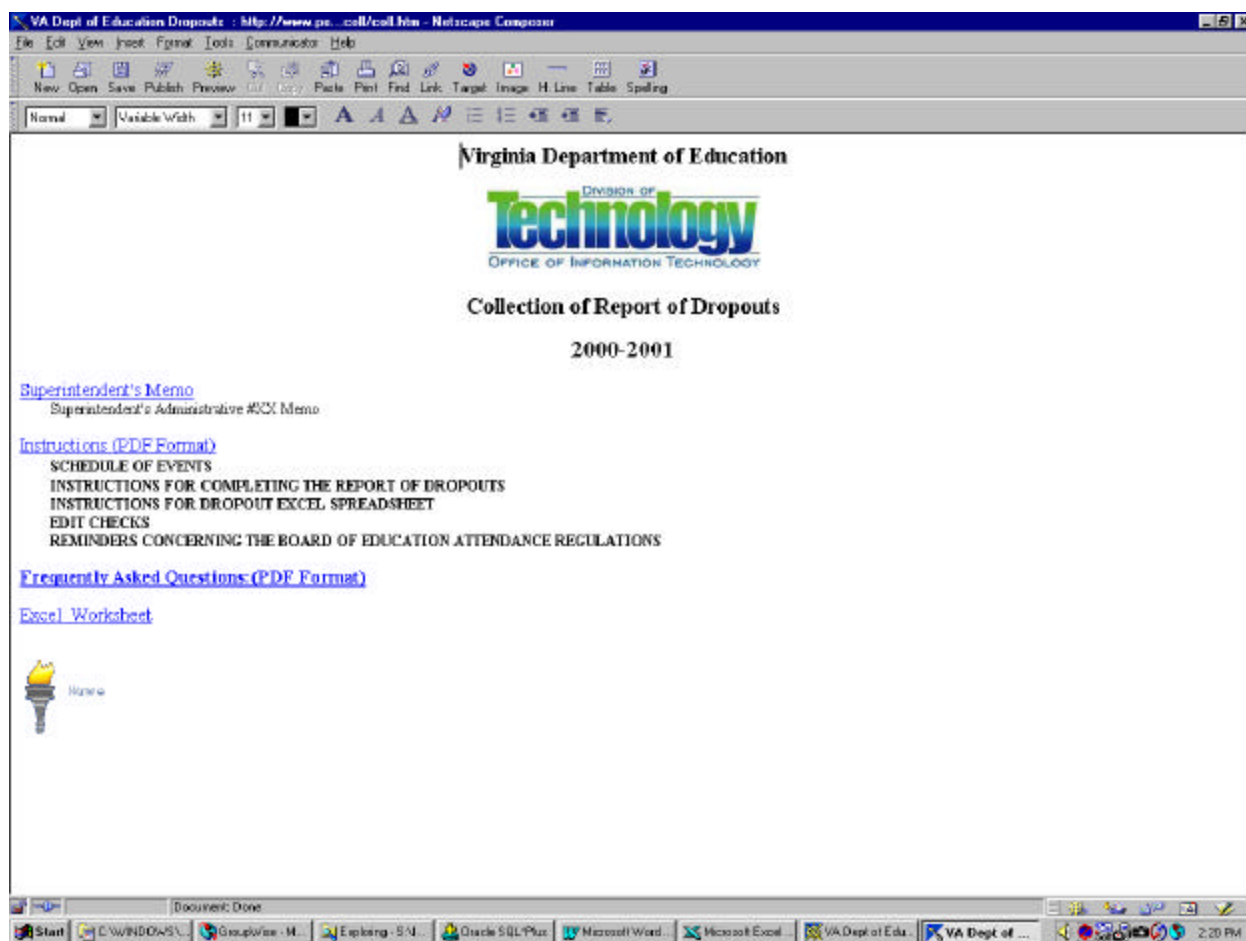 VA Dept of Education Dropouts : http://www.pe...coll/coll.htm - Netscape Composer
File Edit View Insert Format Tools Communicator Help
New Open Save Publish Preview Cut Copy Paste Print Find Link Target Image H. Line Table Spelling
Normal Variable Width 11
Virginia Department of Education
DIVISION OF
Technology
OFFICE OF INFORMATION TECHNOLOGY
Collection of Report of Dropouts
2000-2001
Superintendent's Memo
Superintendent's Administrative #XX Memo
Instructions (PDF Format)
SCHEDULE OF EVENTS
INSTRUCTIONS FOR COMPLETING THE REPORT OF DROPOUTS
INSTRUCTIONS FOR DROPOUT EXCEL SPREADSHEET
EDIT CHECKS
REMINDERS CONCERNING THE BOARD OF EDUCATION ATTENDANCE REGULATIONS
Frequently Asked Questions: (PDF Format)
Excel Worksheet
Home
Document: Done
Start C:\WINDOWS\... GroupWise - M... Exploring - S:\... Oracle SQL*Plus Microsoft Word... Microsoft Excel... VA Dept of Edu... VA Dept of ... 2:20 PM